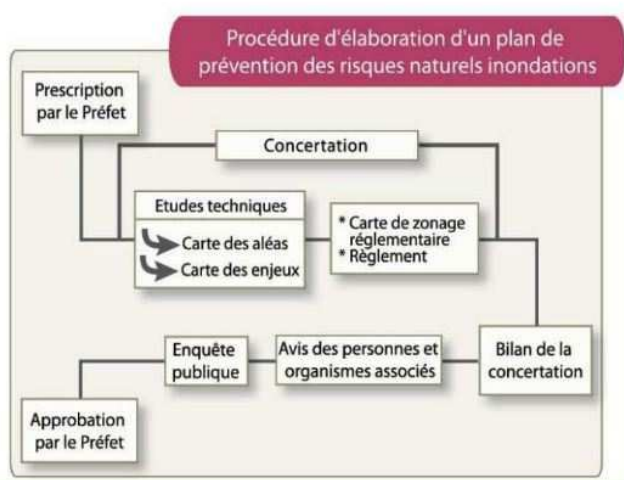 Procédure d'élaboration d'un plan de
prévention des risques naturels inondations
Prescription
par le Préfet
Concertation
Etudes techniques
Carte des aléas
Carte des enjeux
* Carte de zonage
réglementaire
* Règlement
Bilan de la
concertation
Avis des personnes et
organismes associés
Enquête
publique
Approbation
par le Préfet